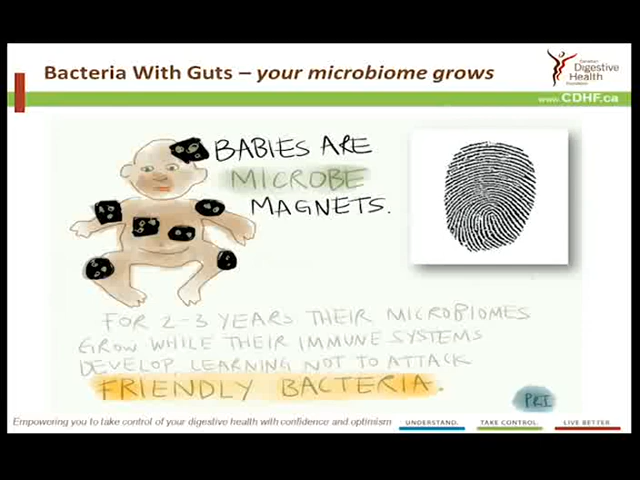 Bacteria With Guts – your microbiome grows
Canadian
Digestive
Health
Foundation
www.CDHF.ca
BABIES ARE
MICROBE
MAGNETS.
FOR 2-3 YEARS THEIR MICROBIOMES
GROW WHILE THEIR IMMUNE SYSTEMS
DEVELOP, LEARNING NOT TO ATTACK
FRIENDLY BACTERIA.
PRI
Empowering you to take control of your digestive health with confidence and optimism
UNDERSTAND. TAKE CONTROL. LIVE BETTER.